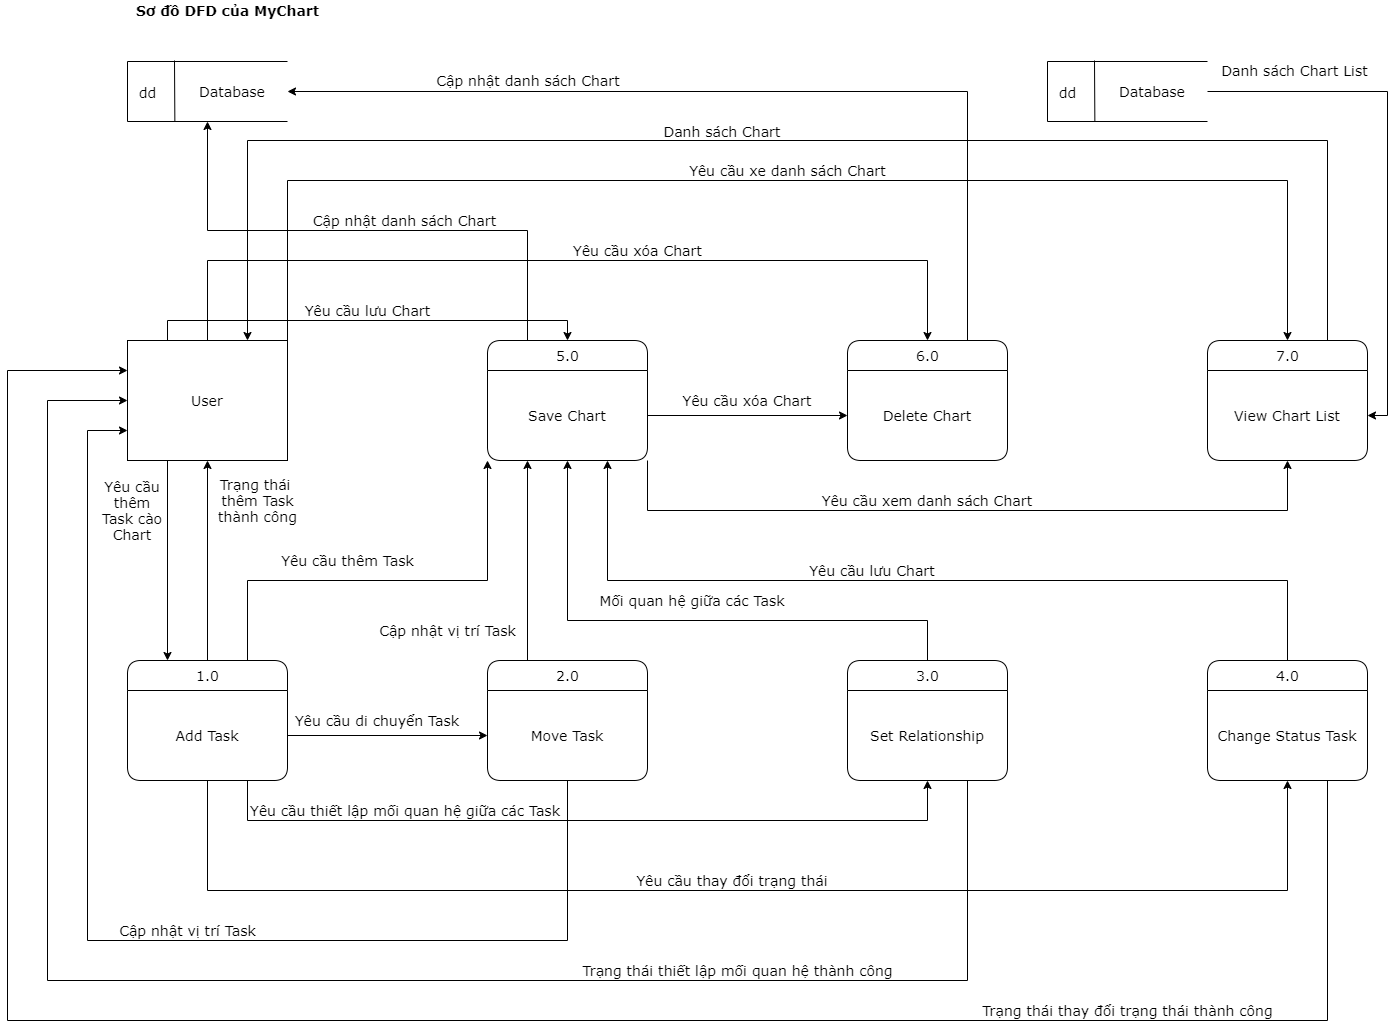 Sơ đồ DFD của MyChart
dd
Database
Cập nhật danh sách Chart
dd
Database
Danh sách Chart List
Danh sách Chart
Yêu cầu xe danh sách Chart
Cập nhật danh sách Chart
Yêu cầu xóa Chart
Yêu cầu lưu Chart
User
5.0
Save Chart
Yêu cầu xóa Chart
6.0
Delete Chart
7.0
View Chart List
Yêu cầu
thêm
Task cào
Chart
Trạng thái
thêm Task
thành công
Yêu cầu xem danh sách Chart
Yêu cầu thêm Task
Yêu cầu lưu Chart
Mối quan hệ giữa các Task
Cập nhật vị trí Task
1.0
Add Task
Yêu cầu di chuyển Task
2.0
Move Task
3.0
Set Relationship
4.0
Change Status Task
Yêu cầu thiết lập mối quan hệ giữa các Task
Yêu cầu thay đổi trạng thái
Cập nhật vị trí Task
Trạng thái thiết lập mối quan hệ thành công
Trạng thái thay đổi trạng thái thành công